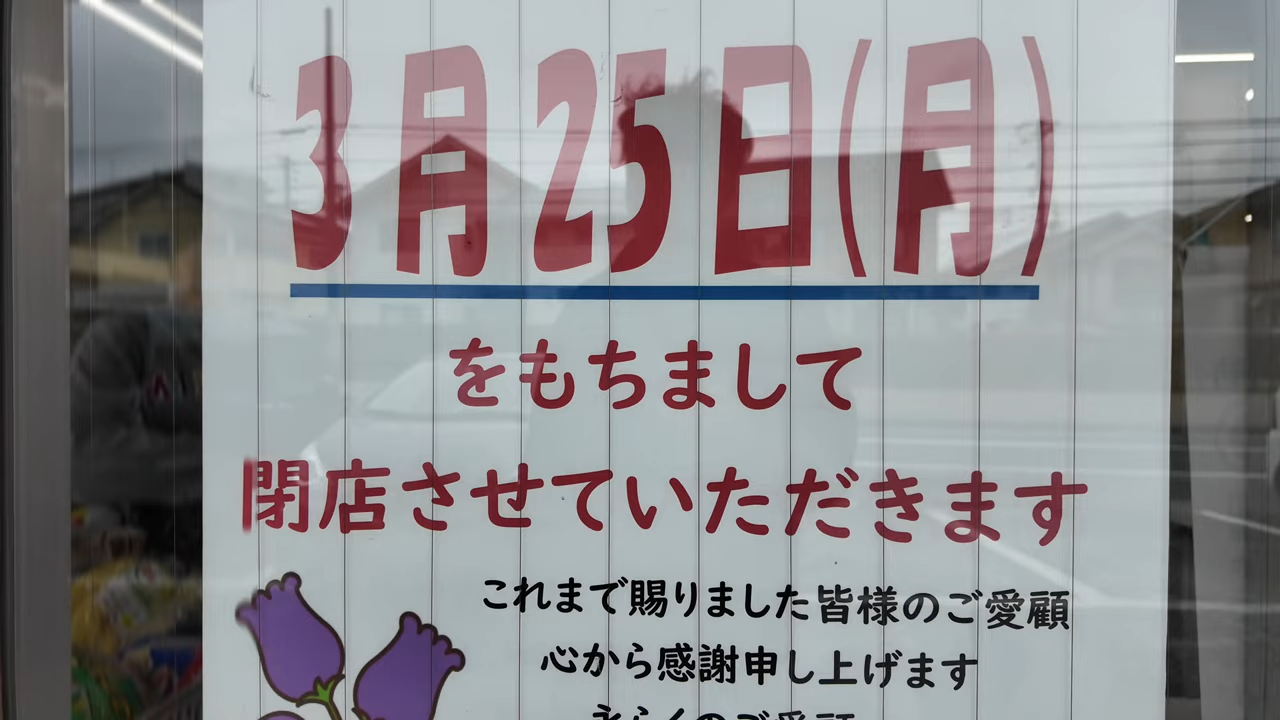 3月25日(月)
をもちまして
閉店させていただきます
これまで賜りました皆様のご愛顧
心から感謝申し上げます